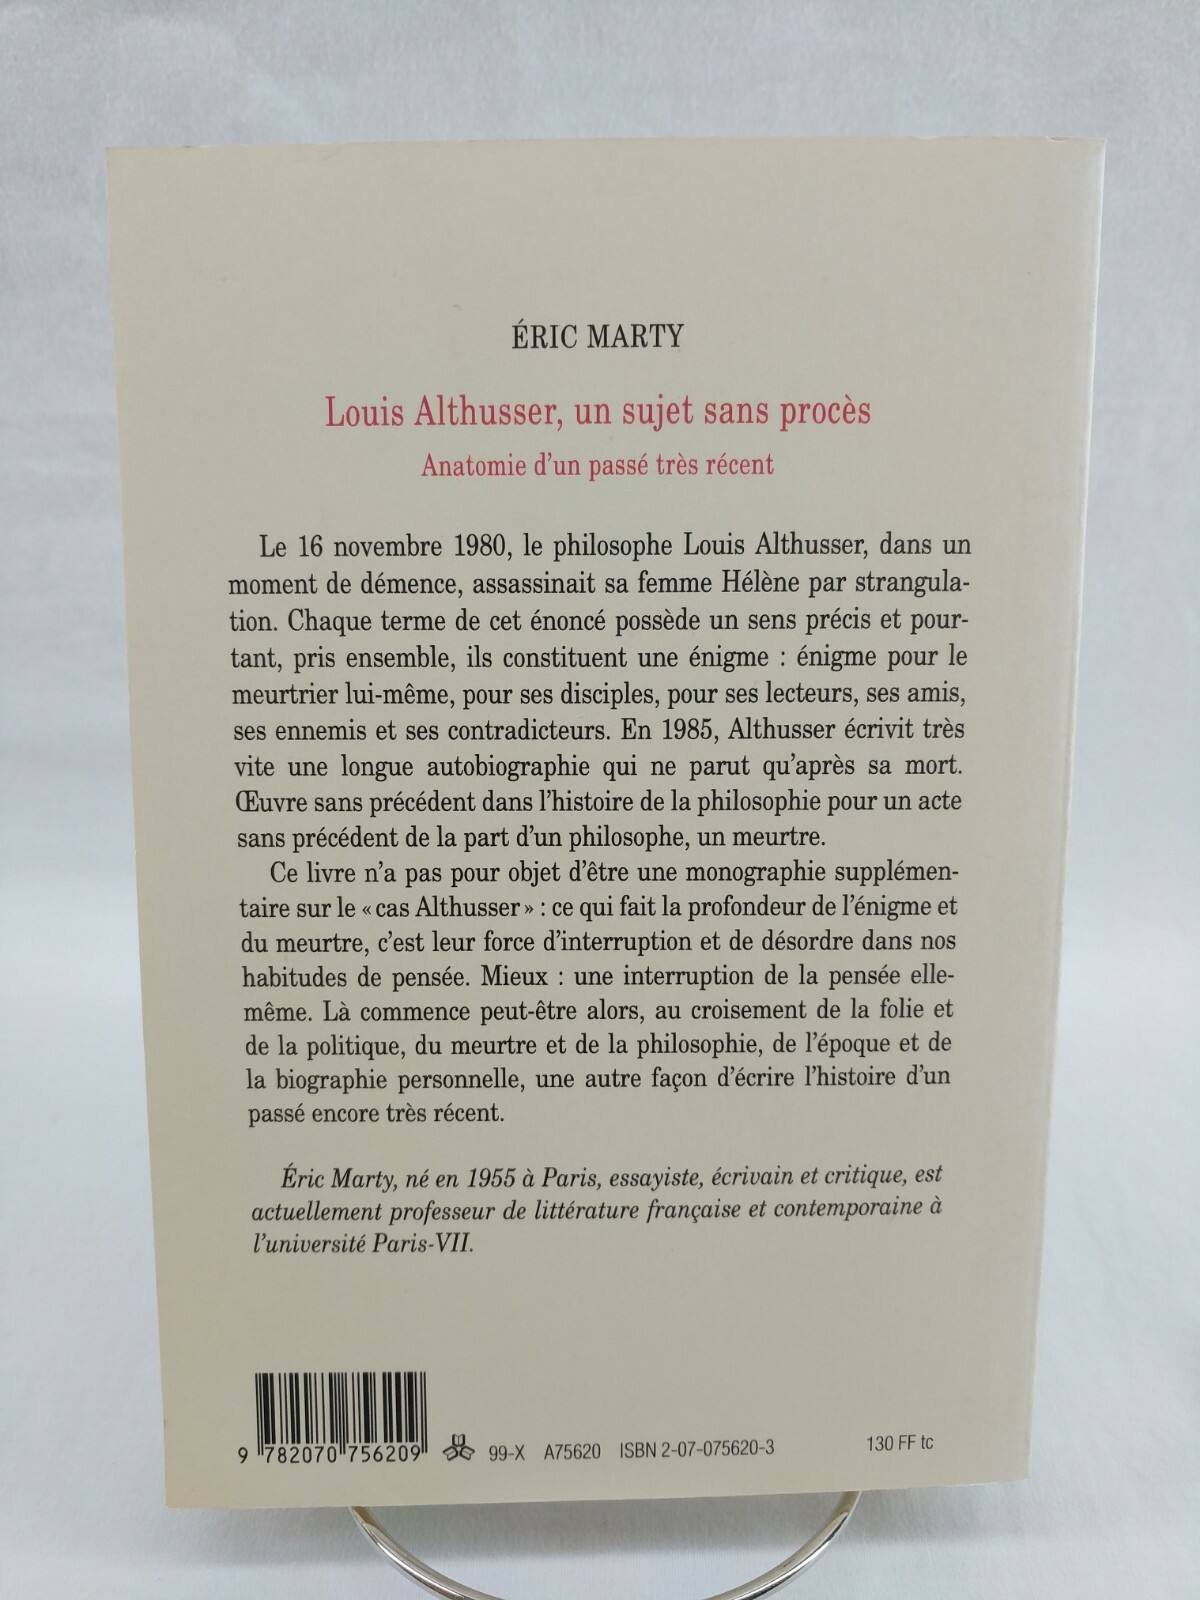 ÉRIC MARTY
Louis Althusser, un sujet sans procès
Anatomie d'un passé très récent
Le 16 novembre 1980, le philosophe Louis Althusser, dans un
moment de démence, assassinait sa femme Hélène par strangula-
tion. Chaque terme de cet énoncé possède un sens précis et pour-
tant, pris ensemble, ils constituent une énigme : énigme pour le
meurtrier lui-même, pour ses disciples, pour ses lecteurs, ses amis,
ses ennemis et ses contradicteurs. En 1985, Althusser écrivit très
vite une longue autobiographie qui ne parut qu'après sa mort.
Œuvre sans précédent dans l'histoire de la philosophie pour un acte
sans précédent de la part d'un philosophe, un meurtre.
Ce livre n'a pas pour objet d'être une monographie supplémen-
taire sur le « cas Althusser » : ce qui fait la profondeur de l'énigme et
du meurtre, c'est leur force d'interruption et de désordre dans nos
habitudes de pensée. Mieux : une interruption de la pensée elle-
même. Là commence peut-être alors, au croisement de la folie et
de la politique, du meurtre et de la philosophie, de l'époque et de
la biographie personnelle, une autre façon d'écrire l'histoire d'un
passé encore très récent.
Éric Marty, né en 1955 à Paris, essayiste, écrivain et critique, est
actuellement professeur de littérature française et contemporaine à
l'université Paris-VII.
9 782070 756209
99-X A75620 ISBN 2-07-075620-3
130 FF tc